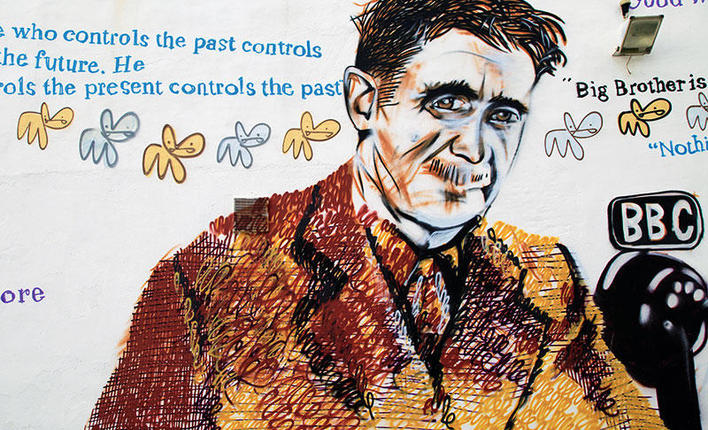 e who controls the past controls
the future. He
rols the present controls the past
"Big Brother is
"Nothi
BBC
ore